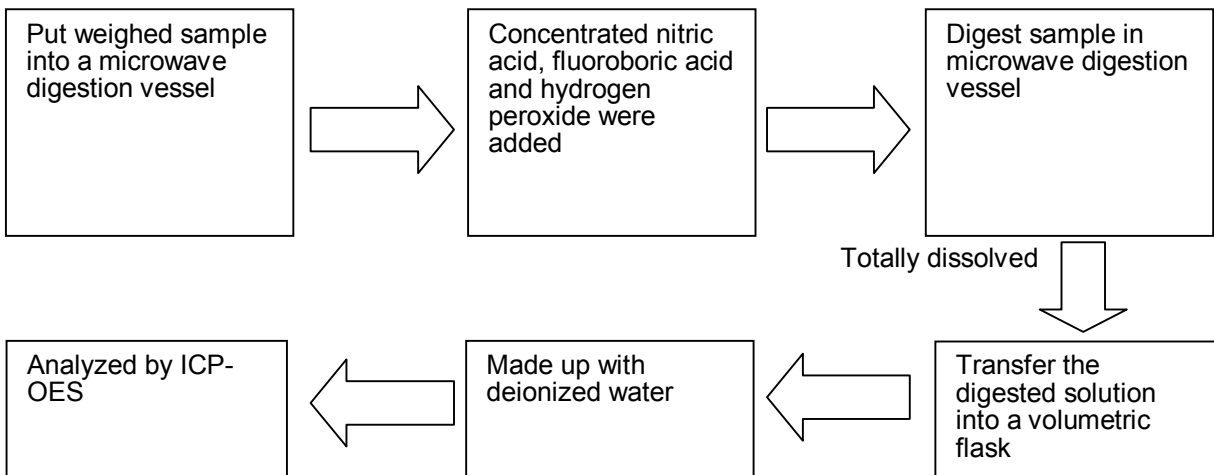 Put weighed sample
into a microwave
digestion vessel
Concentrated nitric
acid, fluoroboric acid
and hydrogen
peroxide were
added
Digest sample in
microwave digestion
vessel
Totally dissolved
Transfer the
digested solution
into a volumetric
flask
Made up with
deionized water
Analyzed by ICP-
OES